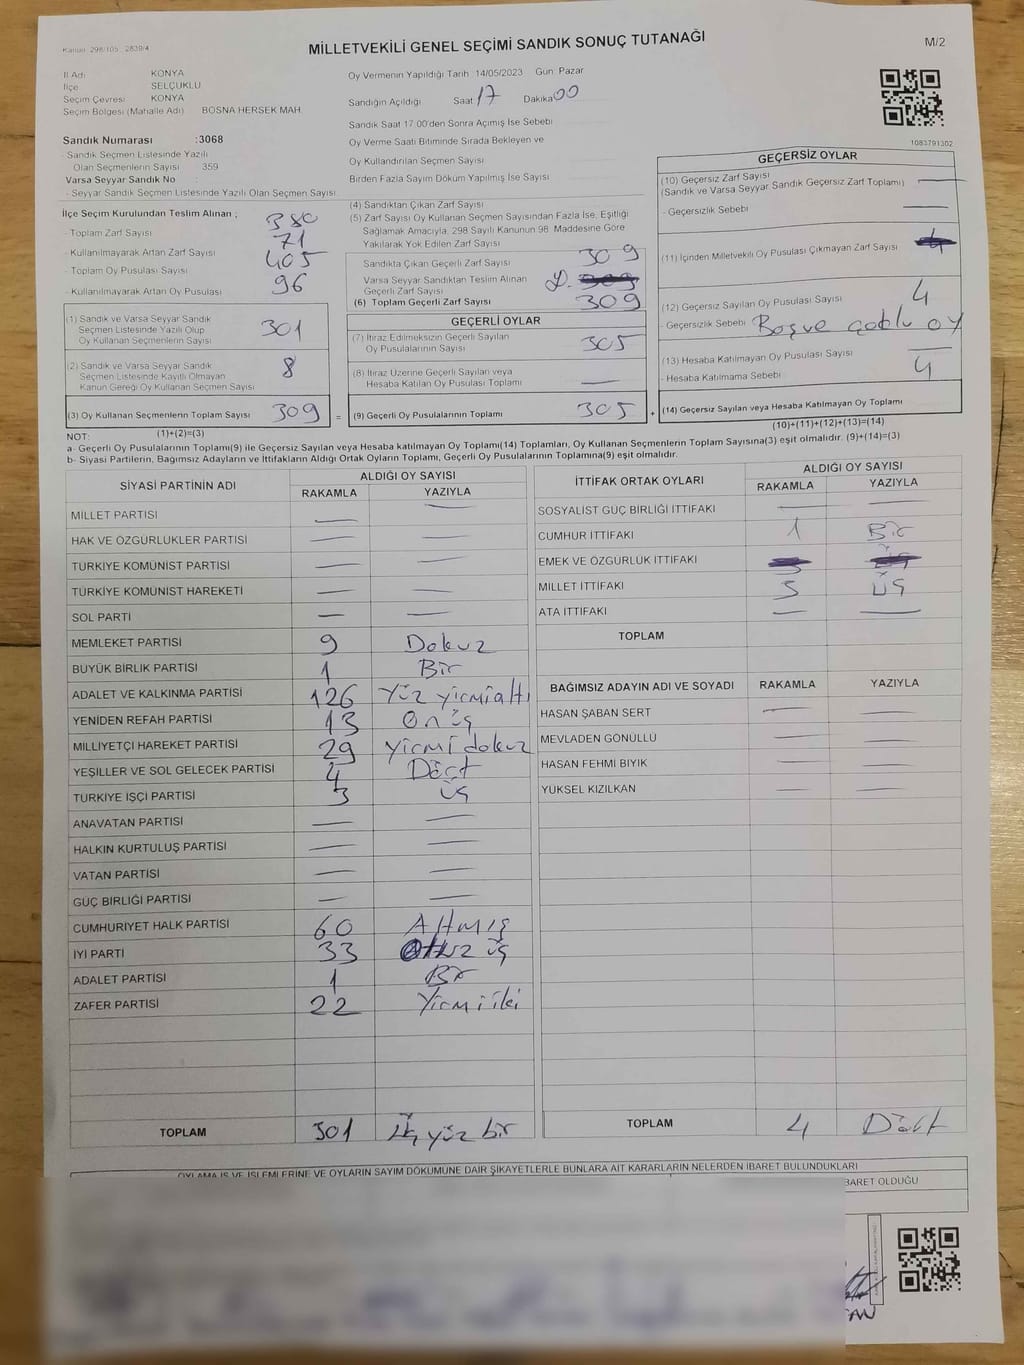 Kanun: 298/105_ 2839/4
MİLLETVEKİLİ GENEL SEÇİMİ SANDIK SONUÇ TUTANAĞI
M/2
İl Adı KONYA
İlçe SELÇUKLU
Seçim Çevresi KONYA
Seçim Bölgesi (Mahalle Adı) BOSNA HERSEK MAH.
Oy Vermenin Yapıldığı Tarih :14/05/2023 Gün: Pazar
Sandığın Açıldığı Saat 17 Dakika 00
Sandık Saat 17:00'den Sonra Açımış İse Sebebi
Oy Verme Saati Bitiminde Sırada Bekleyen ve
Oy Kullandırılan Seçmen Sayısı
Birden Fazla Sayım Döküm Yapılmış İse Sayısı
1083791302
Sandık Numarası :3068
- Sandık Seçmen Listesinde Yazılı
Olan Seçmenlerin Sayısı : 359
Varsa Seyyar Sandık No :
- Seyyar Sandık Seçmen Listesinde Yazılı Olan Seçmen Sayısı
İlçe Seçim Kurulundan Teslim Alınan ;
- Toplam Zarf Sayısı 380
- Kullanılmayarak Artan Zarf Sayısı 71
- Toplam Oy Pusulası Sayısı 405
- Kullanılmayarak Artan Oy Pusulası 96
(1) Sandık ve Varsa Seyyar Sandık
Seçmen Listesinde Yazılı Olup
Oy Kullanan Seçmenlerin Sayısı 301
(2) Sandık ve Varsa Seyyar Sandık
Seçmen Listesinde Kayıtlı Olmayan
Kanun Gereği Oy Kullanan Seçmen Sayısı 8
(3) Oy Kullanan Seçmenlerin Toplam Sayısı 309 =
(4) Sandıktan Çıkan Zarf Sayısı
(5) Zarf Sayısı Oy Kullanan Seçmen Sayısından Fazla İse, Eşitliği
Sağlamak Amacıyla, 298 Sayılı Kanunun 98. Maddesine Göre
Yakılarak Yok Edilen Zarf Sayısı
Sandıkta Çıkan Geçerli Zarf Sayısı 309
Varsa Seyyar Sandıktan Teslim Alınan
Geçerli Zarf Sayısı
(6) Toplam Geçerli Zarf Sayısı 309
GEÇERLİ OYLAR
(7) İtiraz Edilmeksizin Geçerli Sayılan
Oy Pusulalarının Sayısı 305
(8) İtiraz Üzerine Geçerli Sayılan veya
Hesaba Katılan Oy Pusulası Toplamı —
(9) Geçerli Oy Pusulalarının Toplamı 305 +
GEÇERSİZ OYLAR
(10) Geçersiz Zarf Sayısı —
(Sandık ve Varsa Seyyar Sandık Geçersiz Zarf Toplamı)
- Geçersizlik Sebebi —
(11) İçinden Milletvekili Oy Pusulası Çıkmayan Zarf Sayısı
(12) Geçersiz Sayılan Oy Pusulası Sayısı 4
- Geçersizlik Sebebi Boş ve çoklu oy
(13) Hesaba Katılmayan Oy Pusulası Sayısı —
- Hesaba Katılmama Sebebi 4
(14) Geçersiz Sayılan veya Hesaba Katılmayan Oy Toplamı
(10)+(11)+(12)+(13)=(14)
NOT: (1)+(2)=(3)
a- Geçerli Oy Pusulalarının Toplamı(9) ile Geçersiz Sayılan veya Hesaba katılmayan Oy Toplamı(14) Toplamları, Oy Kullanan Seçmenlerin Toplam Sayısına(3) eşit olmalıdır. (9)+(14)=(3)
b- Siyasi Partilerin, Bağımsız Adayların ve İttifakların Aldığı Ortak Oyların Toplamı, Geçerli Oy Pusulalarının Toplamına(9) eşit olmalıdır.
SİYASİ PARTİNİN ADI ALDIĞI OY SAYISI
RAKAMLA YAZIYLA
MİLLET PARTİSİ — —
HAK VE ÖZGÜRLÜKLER PARTİSİ — —
TÜRKİYE KOMÜNİST PARTİSİ — —
TÜRKİYE KOMÜNİST HAREKETİ — —
SOL PARTİ — —
MEMLEKET PARTİSİ 9 Dokuz
BÜYÜK BİRLİK PARTİSİ 1 Bir
ADALET VE KALKINMA PARTİSİ 126 Yüz yirmialtı
YENİDEN REFAH PARTİSİ 13 Onüç
MİLLİYETÇİ HAREKET PARTİSİ 29 Yirmi dokuz
YEŞİLLER VE SOL GELECEK PARTİSİ 4 Dört
TÜRKİYE İŞÇİ PARTİSİ 3 üç
ANAVATAN PARTİSİ — —
HALKIN KURTULUŞ PARTİSİ — —
VATAN PARTİSİ — —
GÜÇ BİRLİĞİ PARTİSİ — —
CUMHURİYET HALK PARTİSİ 60 Altmış
İYİ PARTİ 33 Otuz üç
ADALET PARTİSİ 1 Bir
ZAFER PARTİSİ 22 Yirmi iki
TOPLAM 301 üç yüz bir
İTTİFAK ORTAK OYLARI ALDIĞI OY SAYISI
RAKAMLA YAZIYLA
SOSYALİST GÜÇ BİRLİĞİ İTTİFAKI — —
CUMHUR İTTİFAKI 1 Bir
EMEK VE ÖZGÜRLÜK İTTİFAKI
MİLLET İTTİFAKI 3 üç
ATA İTTİFAKI — —
TOPLAM
BAĞIMSIZ ADAYIN ADI VE SOYADI RAKAMLA YAZIYLA
HASAN ŞABAN SERT — —
MEVLADEN GÖNÜLLÜ — —
HASAN FEHMİ BIYIK — —
YÜKSEL KIZILKAN — —
TOPLAM 4 Dört
OYLAMA İŞ VE İŞLEMLERİNE VE OYLARIN SAYIM DÖKÜMÜNE DAİR ŞİKAYETLERLE BUNLARA AİT KARARLARIN NELERDEN İBARET BULUNDUKLARI
BARET OLDUĞU